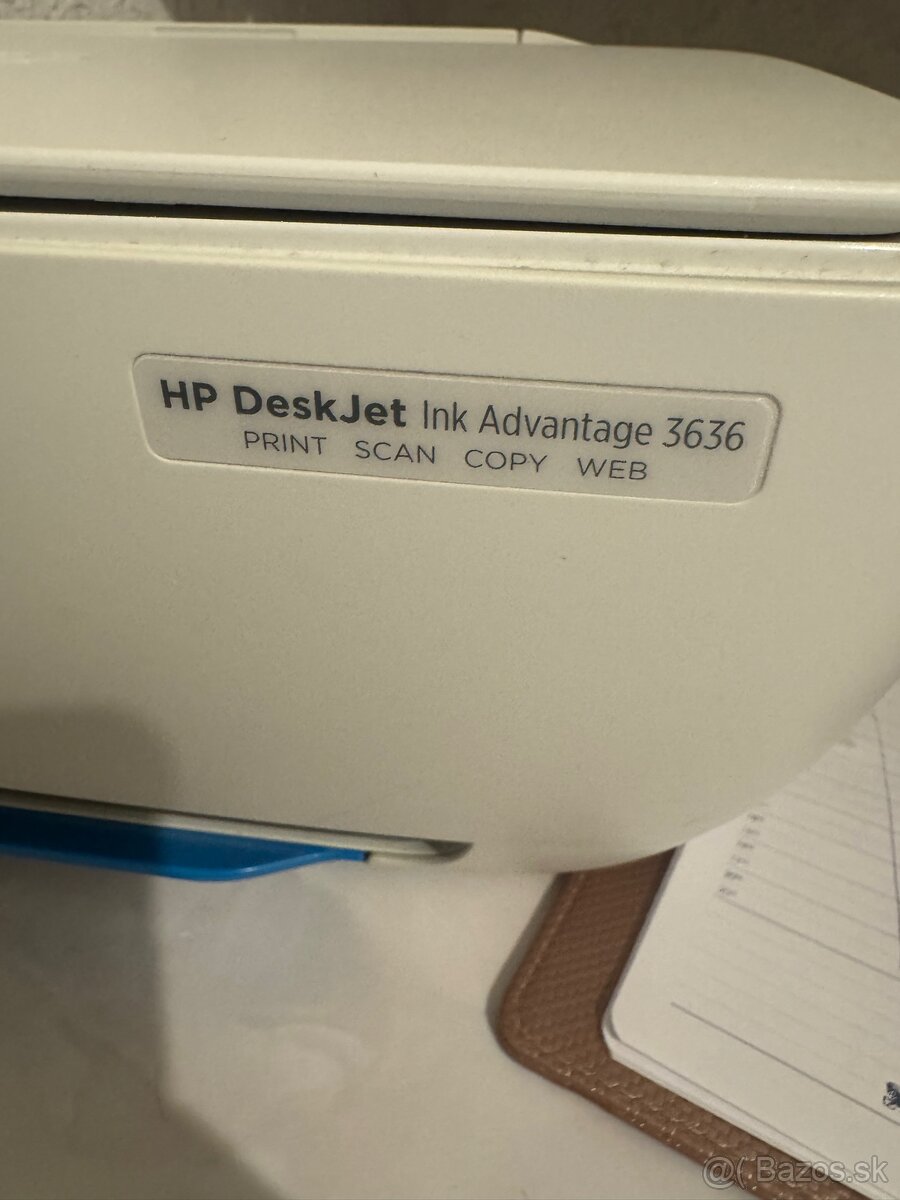 HP DeskJet Ink Advantage 3636
PRINT SCAN COPY WEB
@( Bazos.sk